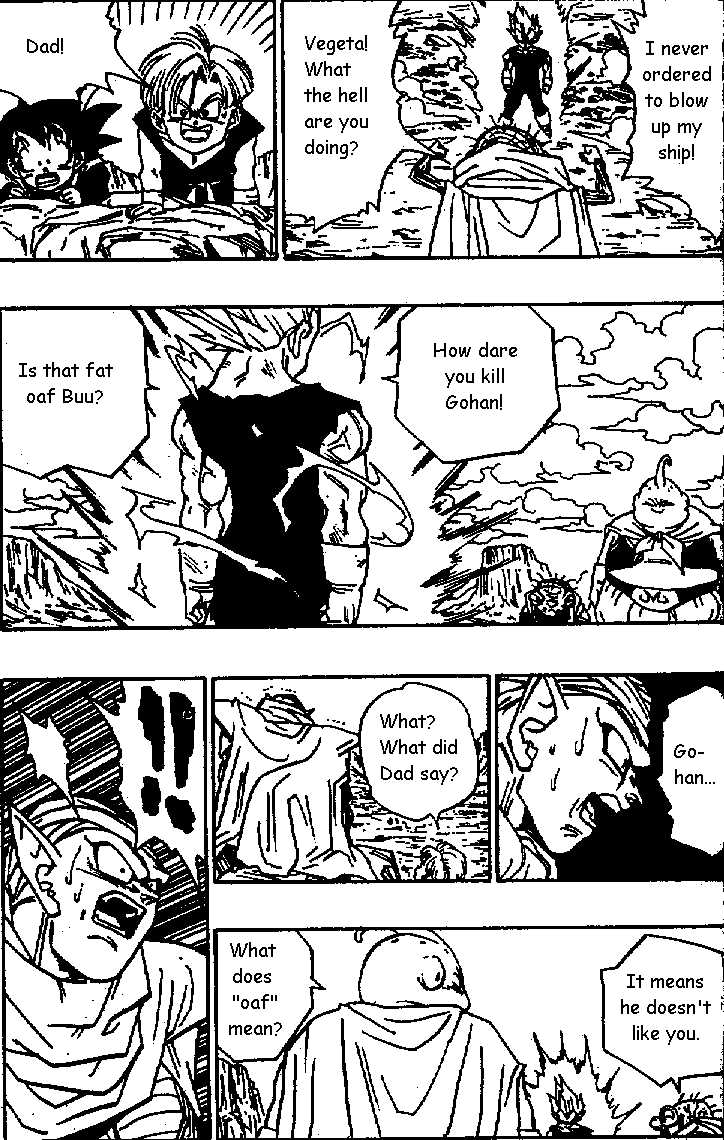 Dad!
Vegeta!
What
the hell
are you
doing?
I never
ordered
to blow
up my
ship!
Is that fat
oaf Buu?
How dare
you kill
Gohan!
!!
What?
What did
Dad say?
Go-
han...
What
does
"oaf"
mean?
It means
he doesn't
like you.